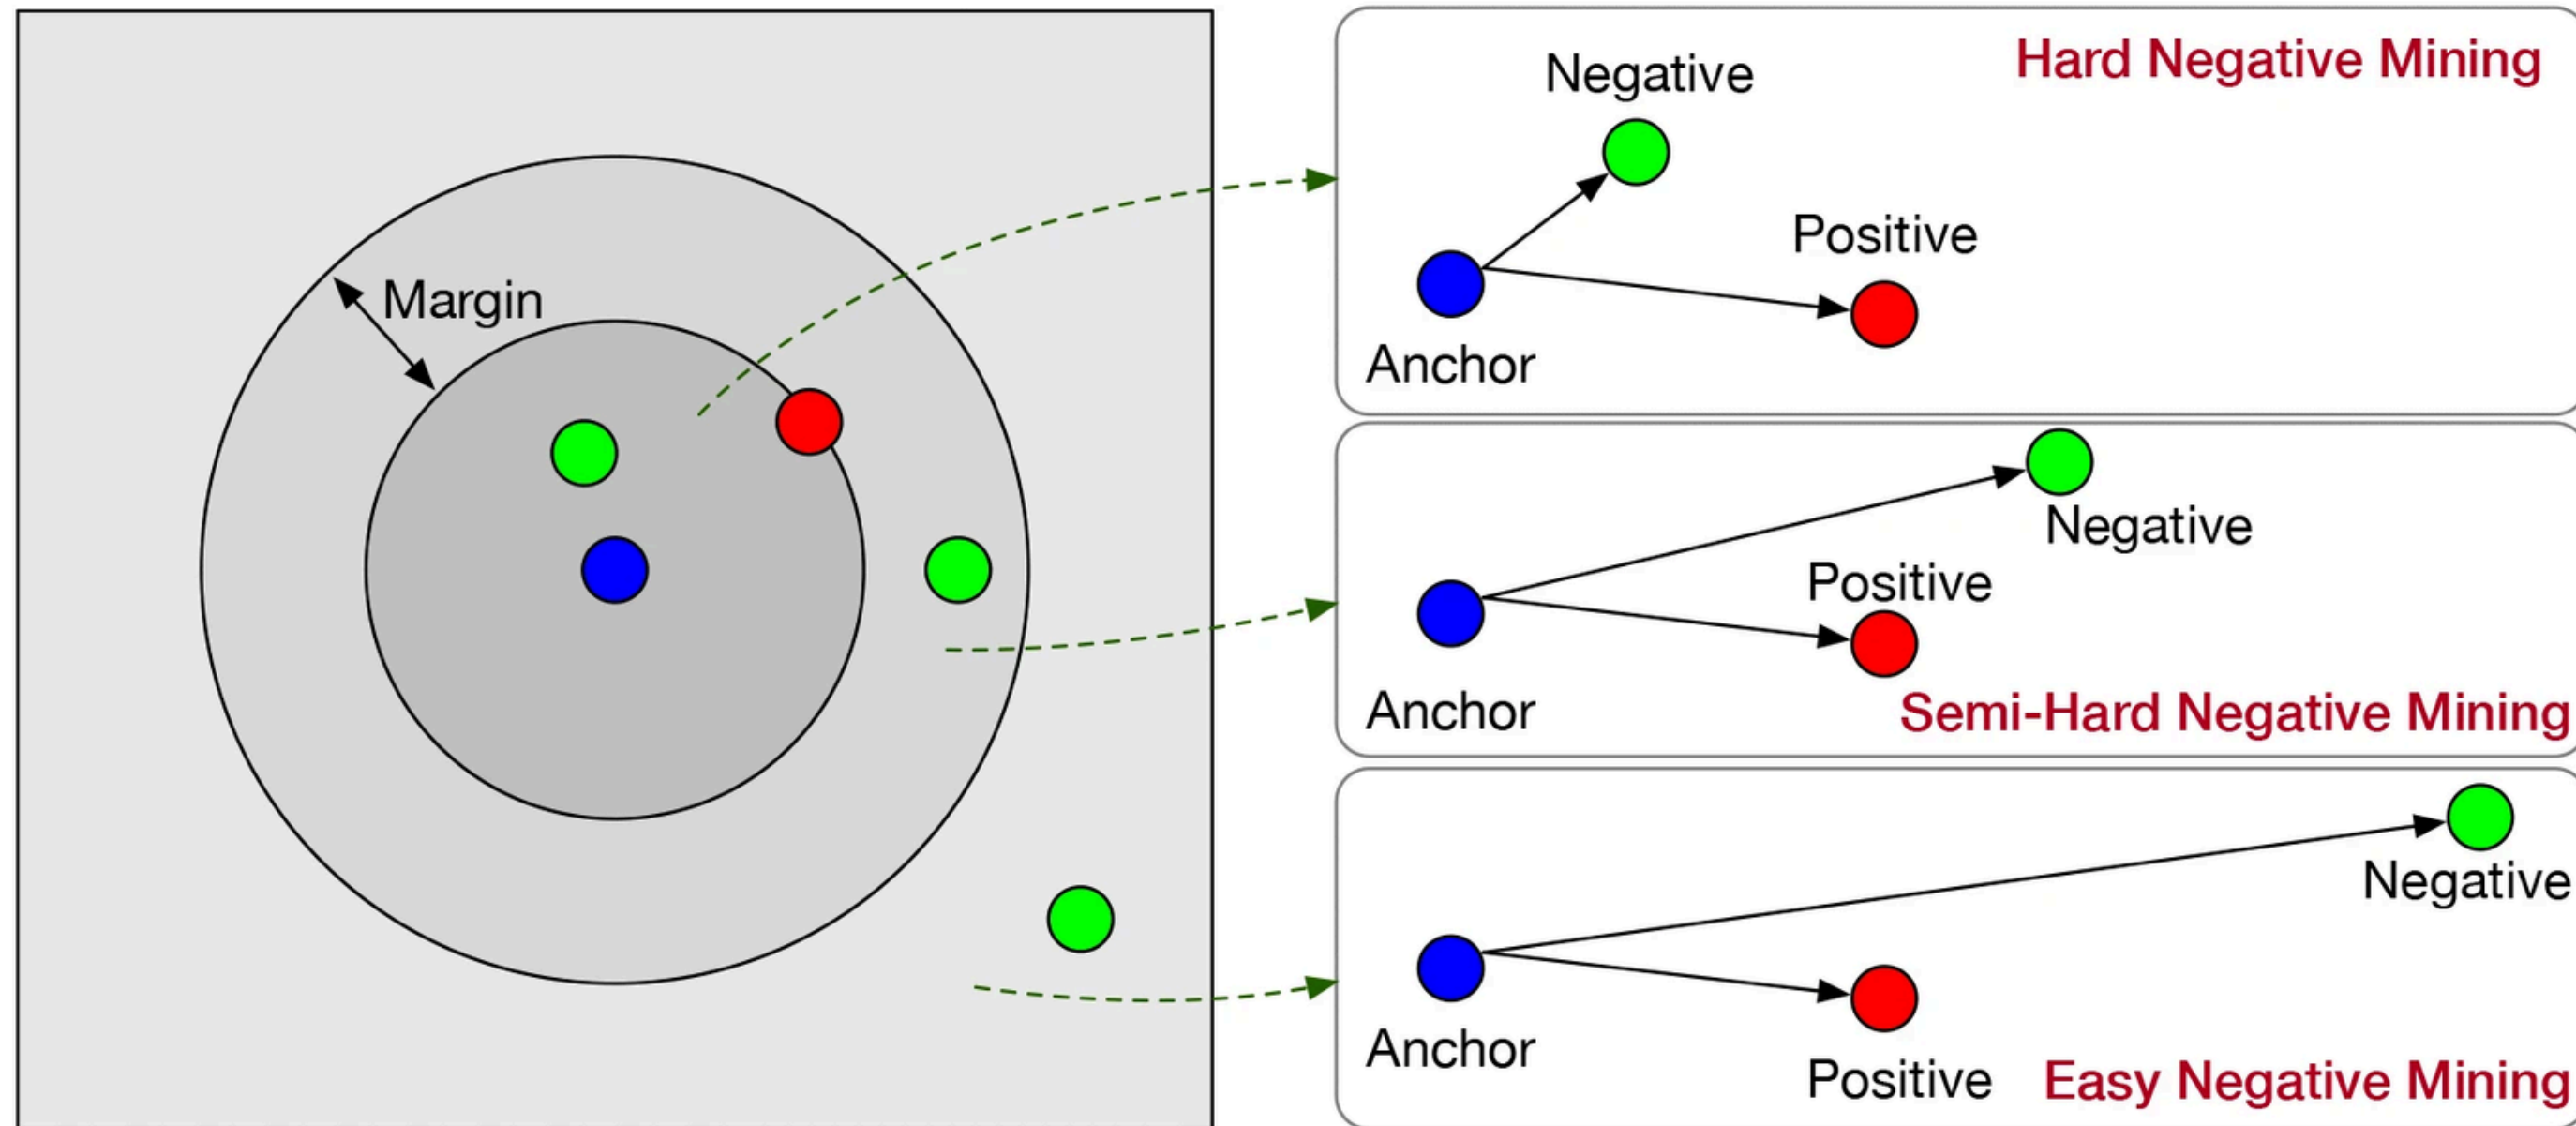 Margin
Hard Negative Mining
Negative
Positive
Anchor
Negative
Positive
Anchor
Semi-Hard Negative Mining
Negative
Anchor
Positive
Easy Negative Mining